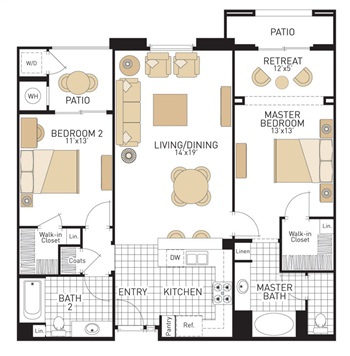 PATIO
W/D
RETREAT
12'x5'
WH
PATIO
MASTER
BEDROOM
13'x13'
BEDROOM 2
11'x13'
LIVING/DINING
14'x19'
Walk-in
Closet
Walk-in
Closet
Coats
Linen
DW
Lin.
BATH
2
ENTRY
KITCHEN
MASTER
BATH
Lin.
Pantry
Ref.
Lin.